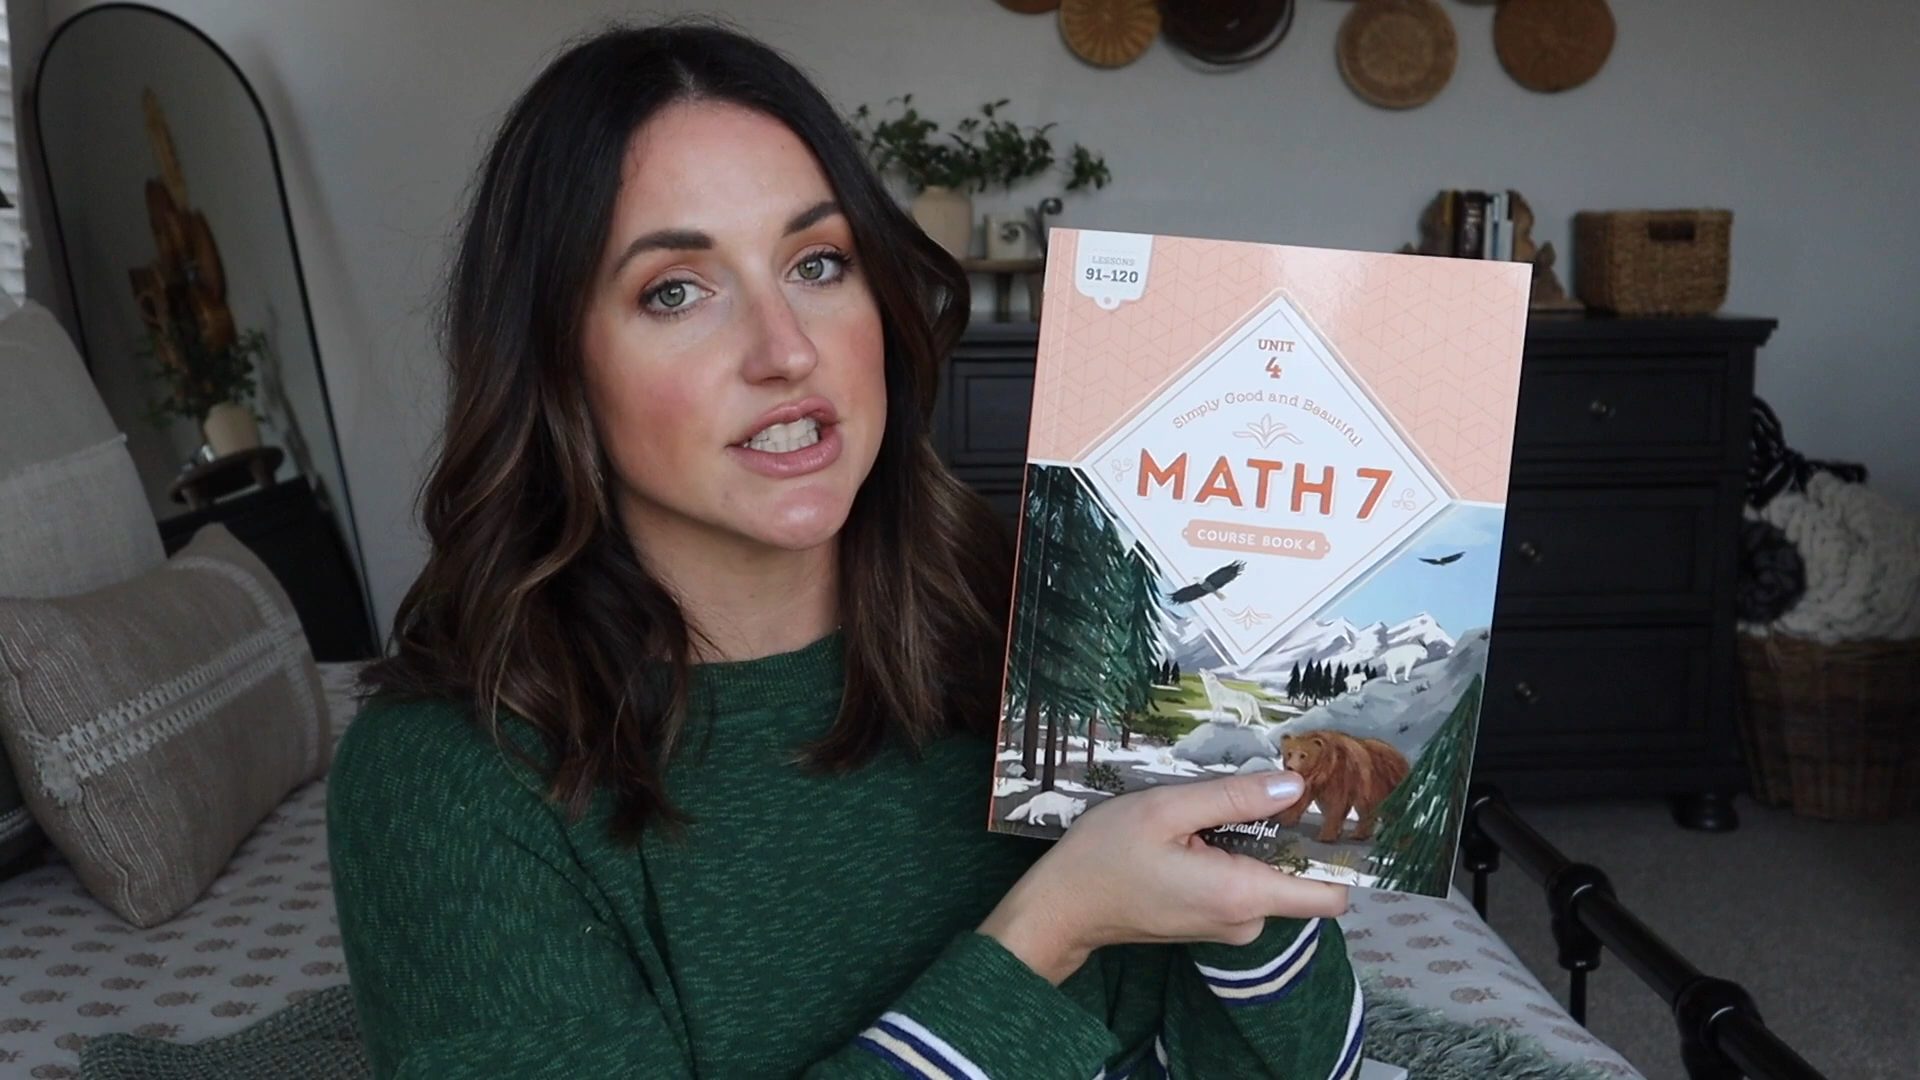 LESSONS
91–120
UNIT
4
Simply Good and Beautiful
MATH 7
COURSE BOOK 4
Beautiful